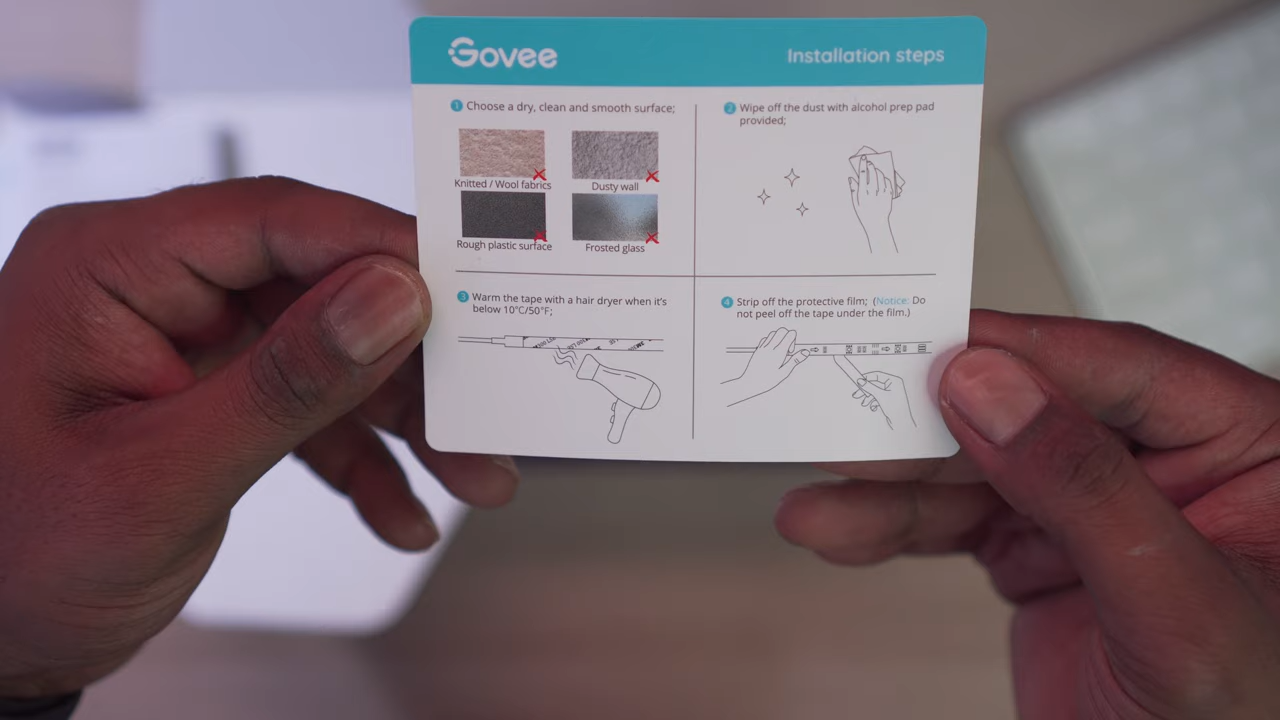 Govee
Installation steps
1 Choose a dry, clean and smooth surface;
Knitted / Wool fabrics
Dusty wall
Rough plastic surface
Frosted glass
2 Wipe off the dust with alcohol prep pad
provided;
3 Warm the tape with a hair dryer when it's
below 10°C/50°F;
4 Strip off the protective film; (Notice: Do
not peel off the tape under the film.)